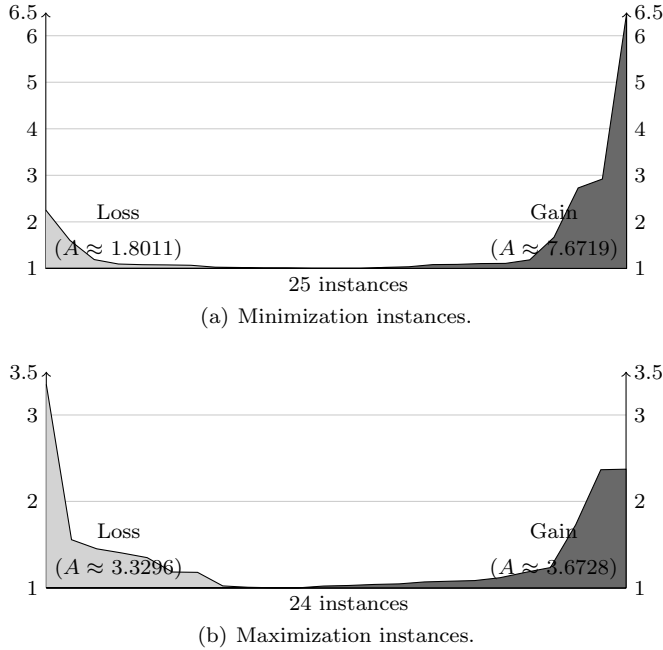 6.5 6.5
6 6
5 5
4 4
3 3
2 2
Loss Gain
(A ≈ 1.8011) (A ≈ 7.6719)
1 1
25 instances
(a) Minimization instances.
3.5 3.5
3 3
2 2
Loss Gain
(A ≈ 3.3296) (A ≈ 3.6728)
1 1
24 instances
(b) Maximization instances.